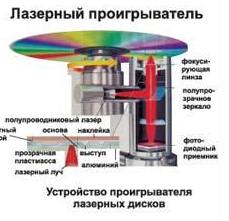 Лазерный проигрыватель
фокуси-
рующая
линза
полупроводниковый лазер
полупро-
зрачное
зеркало
основа
наклейка
прозрачная
пластмасса
выступ
алюминий
лазерный луч
фото-
диодный
приемник
Устройство проигрывателя
лазерных дисков